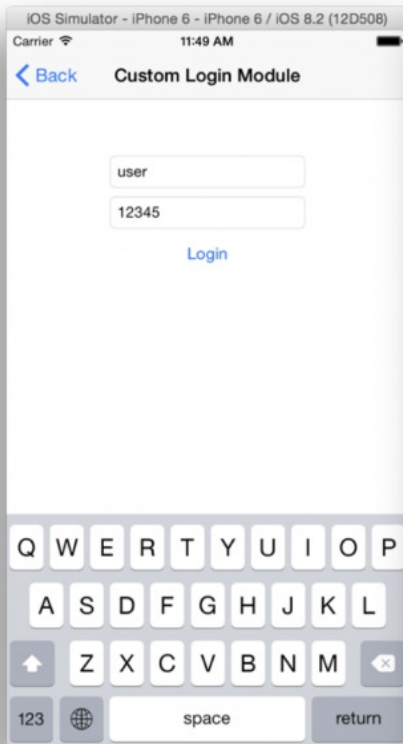 iOS Simulator - iPhone 6 - iPhone 6 / iOS 8.2 (12D508)
Carrier 11:49 AM
Back Custom Login Module
user
12345
Login
Q W E R T Y U I O P
A S D F G H J K L
Z X C V B N M
123 space return